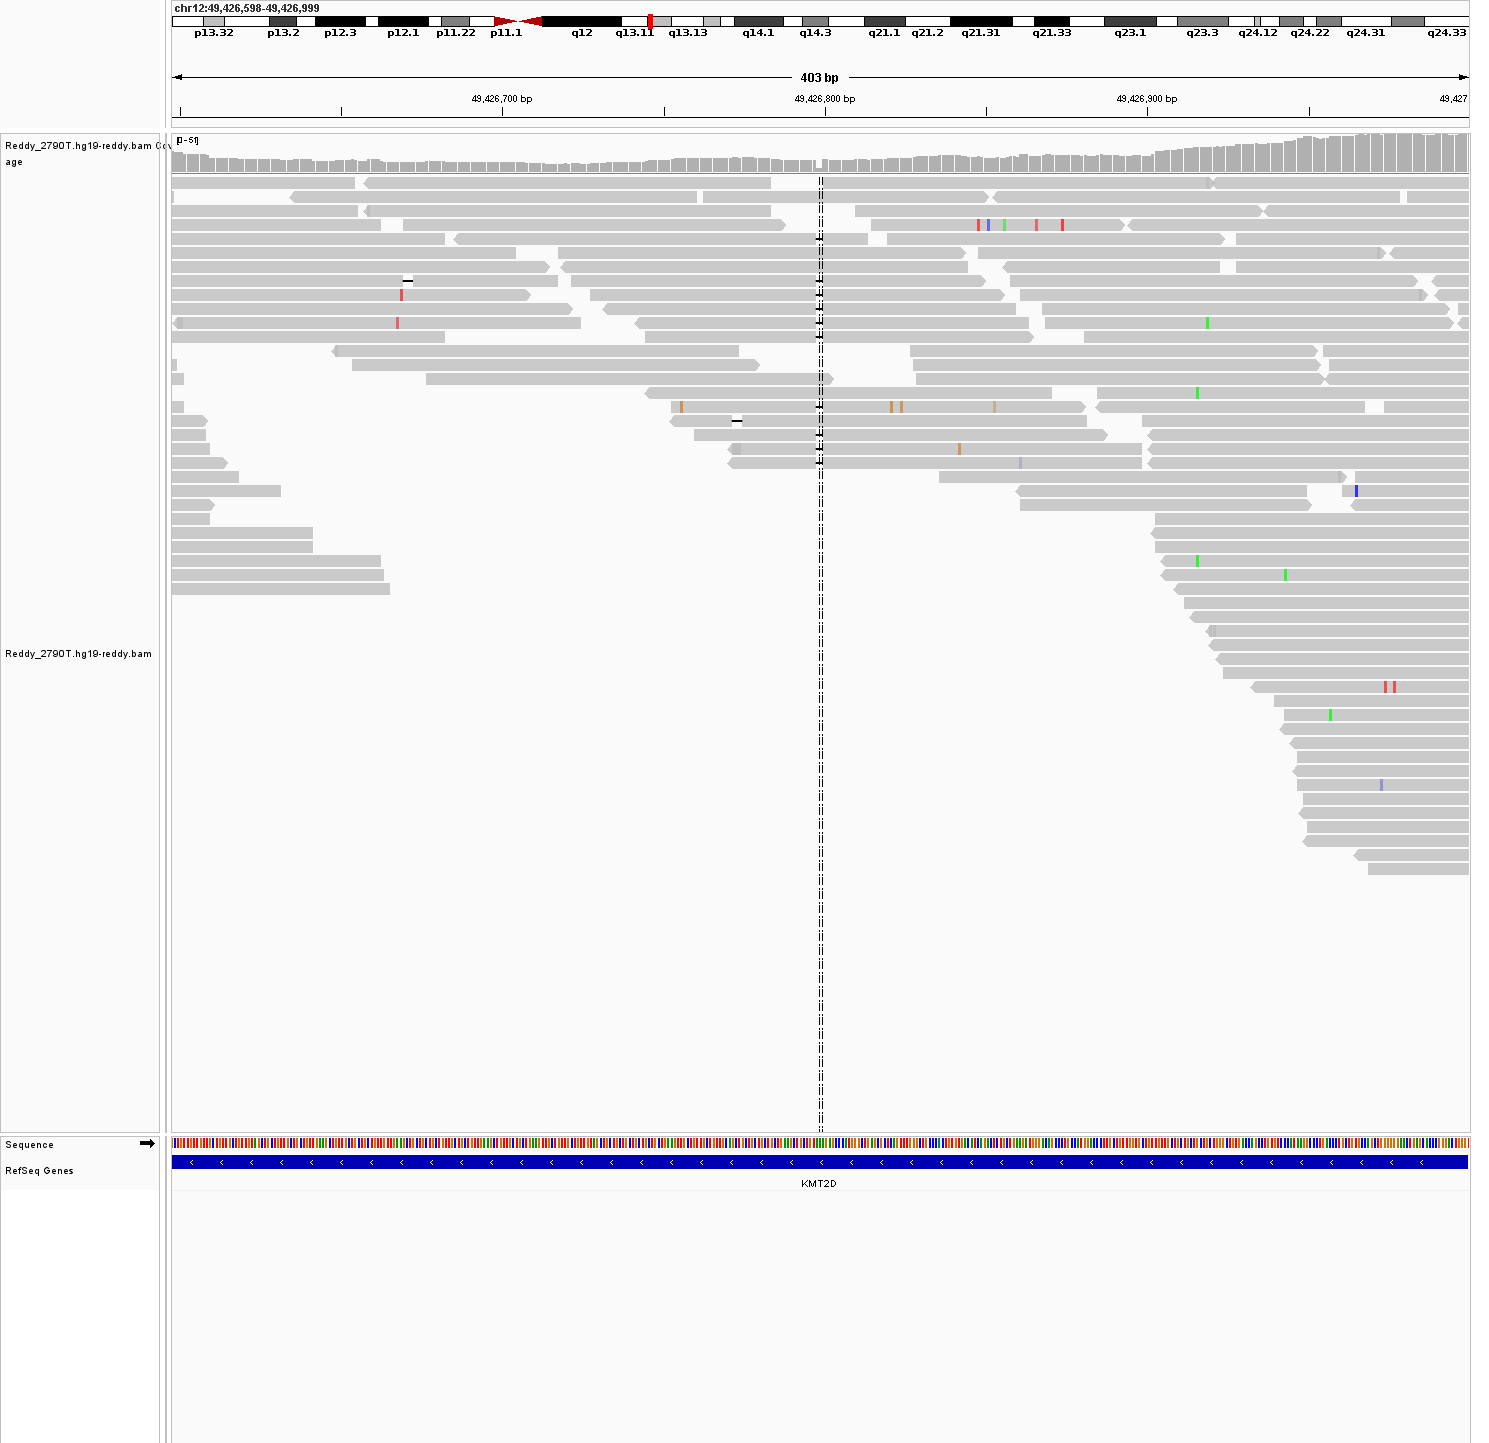 chr12:49,426,598-49,426,999
p13.32 p13.2 p12.3 p12.1 p11.22 p11.1 q12 q13.11 q13.13 q14.1 q14.3 q21.1 q21.2 q21.31 q21.33 q23.1 q23.3 q24.12 q24.22 q24.31 q24.33
403 bp
49,426,700 bp 49,426,800 bp 49,426,900 bp 49,427
[0-51]
Reddy_2790T.hg19-reddy.bam Cov
age
Reddy_2790T.hg19-reddy.bam
Sequence
RefSeq Genes
KMT2D